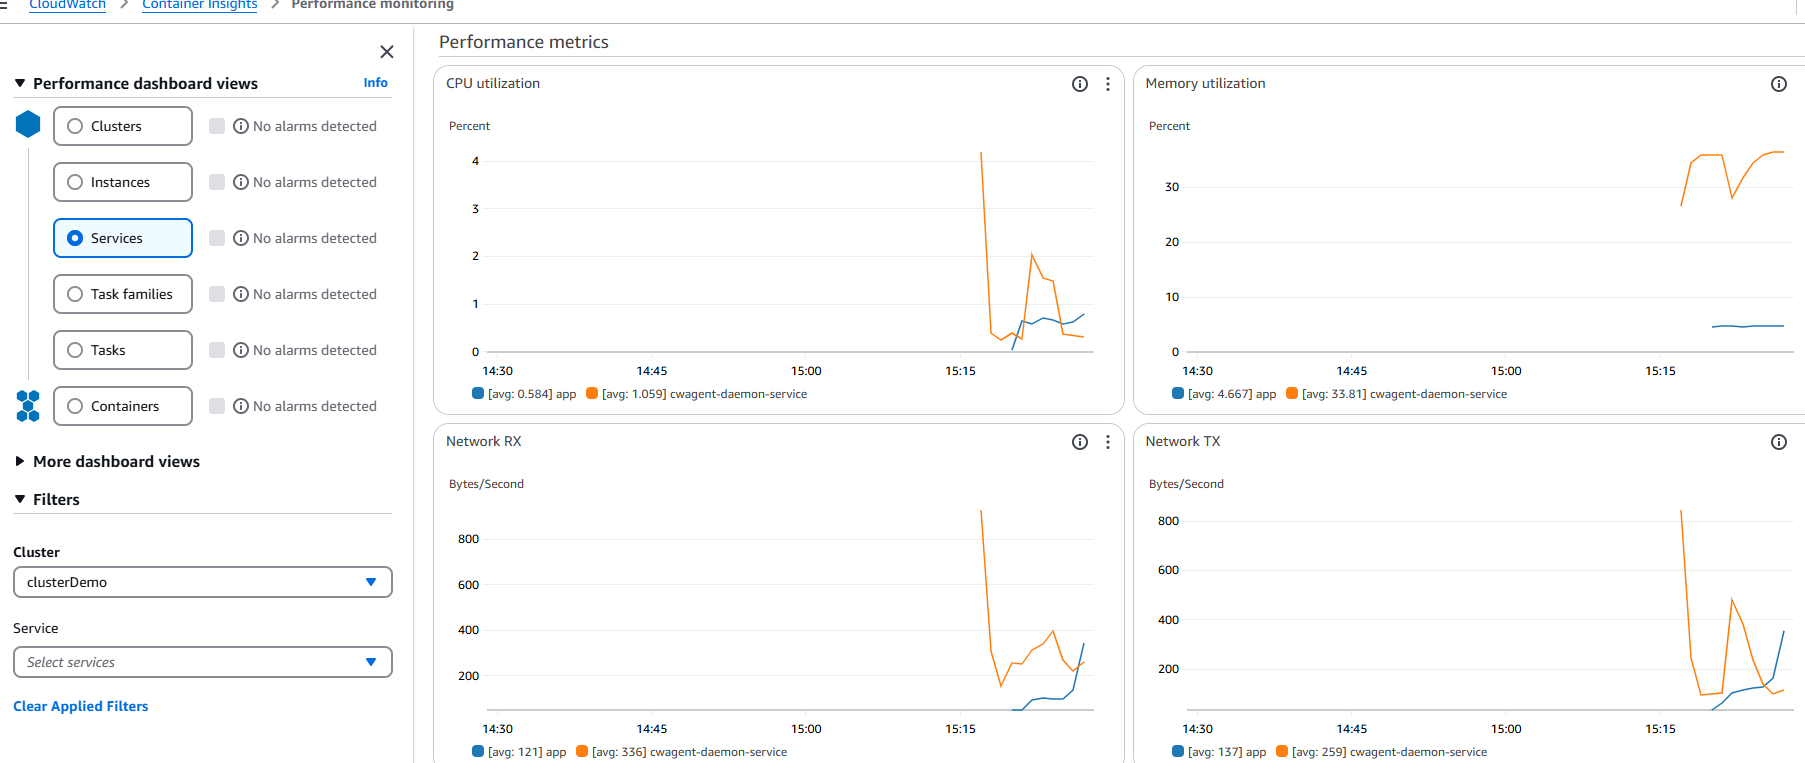 CloudWatch > Container Insights > Performance monitoring
Performance dashboard views Info
Clusters No alarms detected
Instances No alarms detected
Services No alarms detected
Task families No alarms detected
Tasks No alarms detected
Containers No alarms detected
More dashboard views
Filters
Cluster
clusterDemo
Service
Select services
Clear Applied Filters
Performance metrics
CPU utilization
Percent
4
3
2
1
0
14:30 14:45 15:00 15:15
[avg: 0.584] app [avg: 1.059] cwagent-daemon-service
Memory utilization
Percent
30
20
10
0
14:30 14:45 15:00 15:15
[avg: 4.667] app [avg: 33.81] cwagent-daemon-service
Network RX
Bytes/Second
800
600
400
200
14:30 14:45 15:00 15:15
[avg: 121] app [avg: 336] cwagent-daemon-service
Network TX
Bytes/Second
800
600
400
200
14:30 14:45 15:00 15:15
[avg: 137] app [avg: 259] cwagent-daemon-service